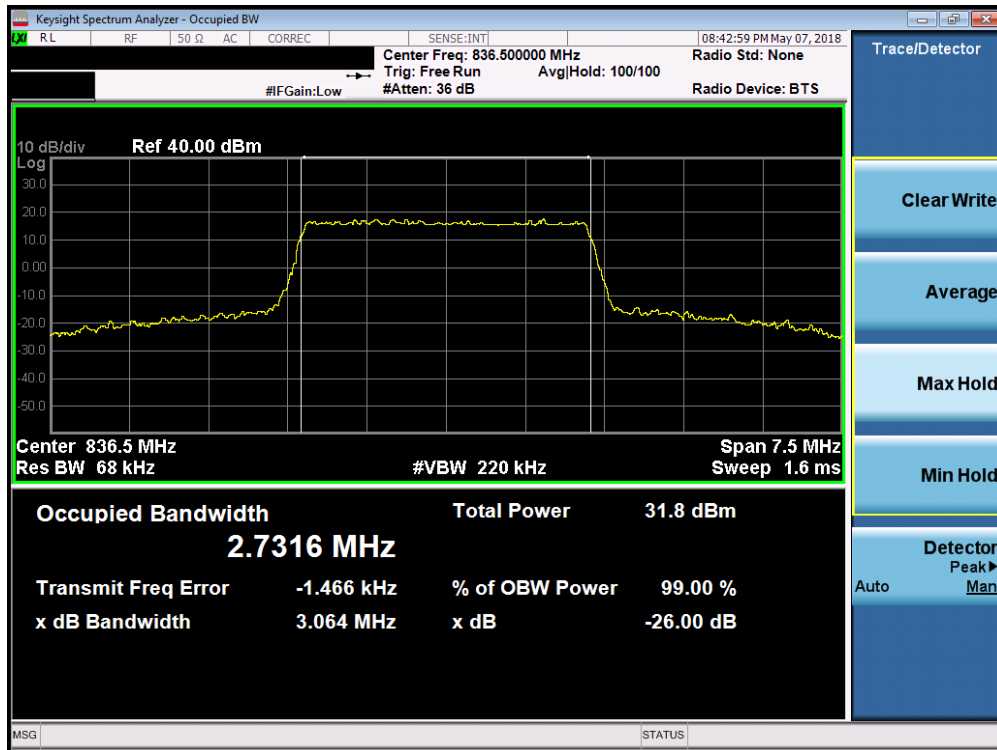 Keysight Spectrum Analyzer - Occupied BW
LXI RL RF 50 Ω AC CORREC SENSE:INT 08:42:59 PM May 07, 2018
Center Freq: 836.500000 MHz Radio Std: None
Trig: Free Run Avg|Hold: 100/100
#IFGain:Low #Atten: 36 dB Radio Device: BTS
10 dB/div Ref 40.00 dBm
Log
30.0
20.0
10.0
0.00
-10.0
-20.0
-30.0
-40.0
-50.0
Center 836.5 MHz Span 7.5 MHz
Res BW 68 kHz #VBW 220 kHz Sweep 1.6 ms
Occupied Bandwidth Total Power 31.8 dBm
2.7316 MHz
Transmit Freq Error -1.466 kHz % of OBW Power 99.00 %
x dB Bandwidth 3.064 MHz x dB -26.00 dB
MSG STATUS
Trace/Detector
Clear Write
Average
Max Hold
Min Hold
Detector
Peak▶
Auto Man